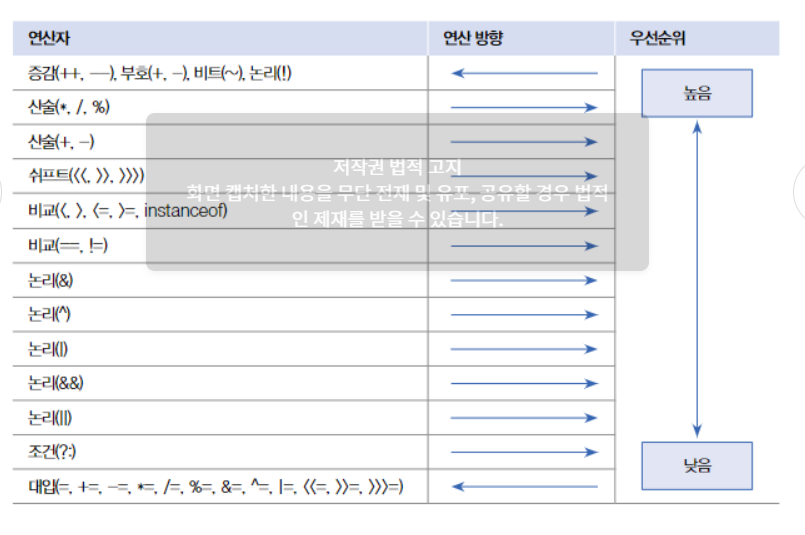 연산자 연산 방향 우선순위
증감(++, --), 부호(+, -), 비트(~), 논리(!)
높음
산술(*, /, %)
산술(+, -)
쉬프트(<<, >>, >>>)
비교(<, >, <=, >=, instanceof)
비교(==, !=)
논리(&)
논리(^)
논리(|)
논리(&&)
논리(||)
조건(?:)
낮음
대입(=, +=, -=, *=, /=, %=, &=, ^=, |=, <<=, >>=, >>>=)
저작권 법적 고지
화면 캡처한 내용을 무단 전재 및 유포, 공유할 경우 법적
인 제재를 받을 수 있습니다.